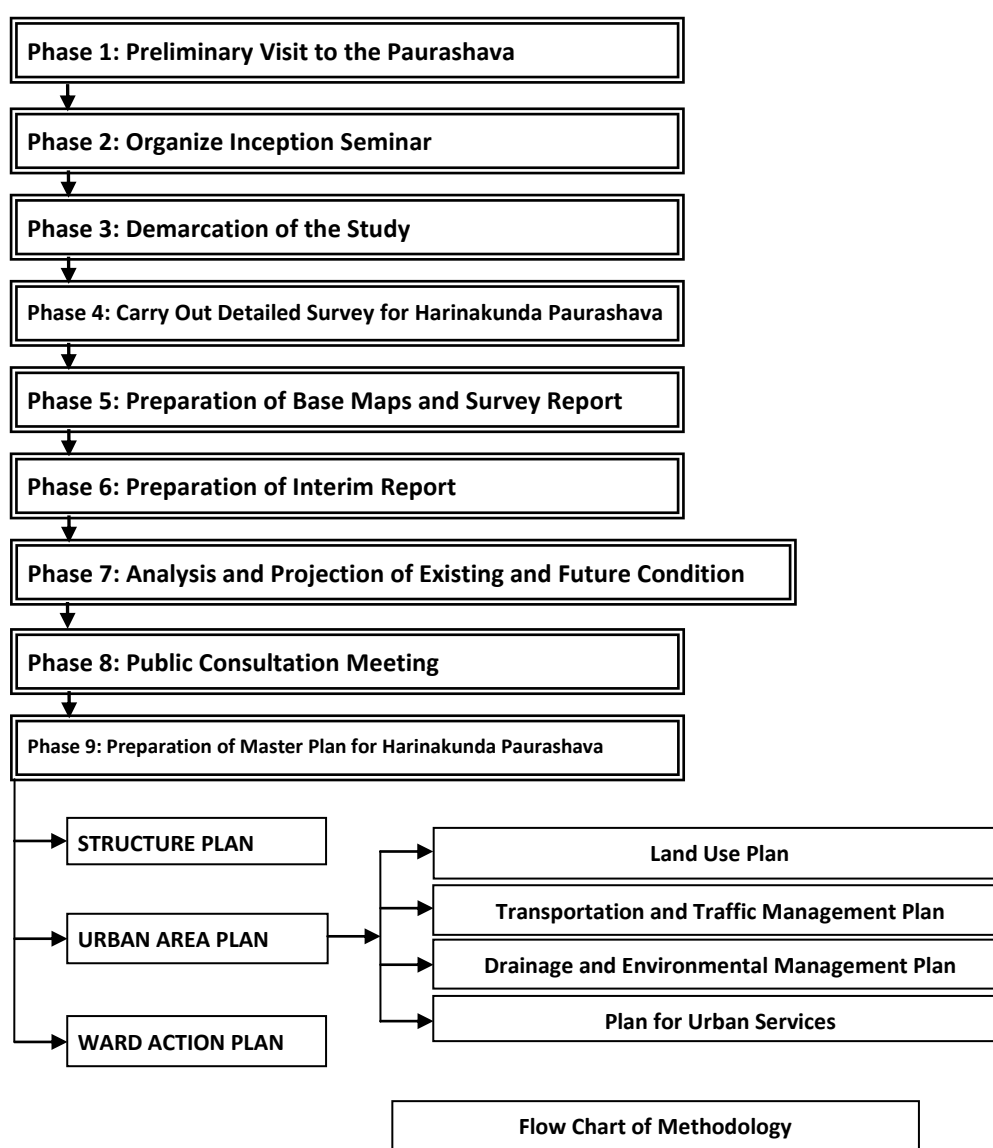 Phase 1: Preliminary Visit to the Paurashava
Phase 2: Organize Inception Seminar
Phase 3: Demarcation of the Study
Phase 4: Carry Out Detailed Survey for Harinakunda Paurashava
Phase 5: Preparation of Base Maps and Survey Report
Phase 6: Preparation of Interim Report
Phase 7: Analysis and Projection of Existing and Future Condition
Phase 8: Public Consultation Meeting
Phase 9: Preparation of Master Plan for Harinakunda Paurashava
STRUCTURE PLAN
URBAN AREA PLAN
WARD ACTION PLAN
Land Use Plan
Transportation and Traffic Management Plan
Drainage and Environmental Management Plan
Plan for Urban Services
Flow Chart of Methodology